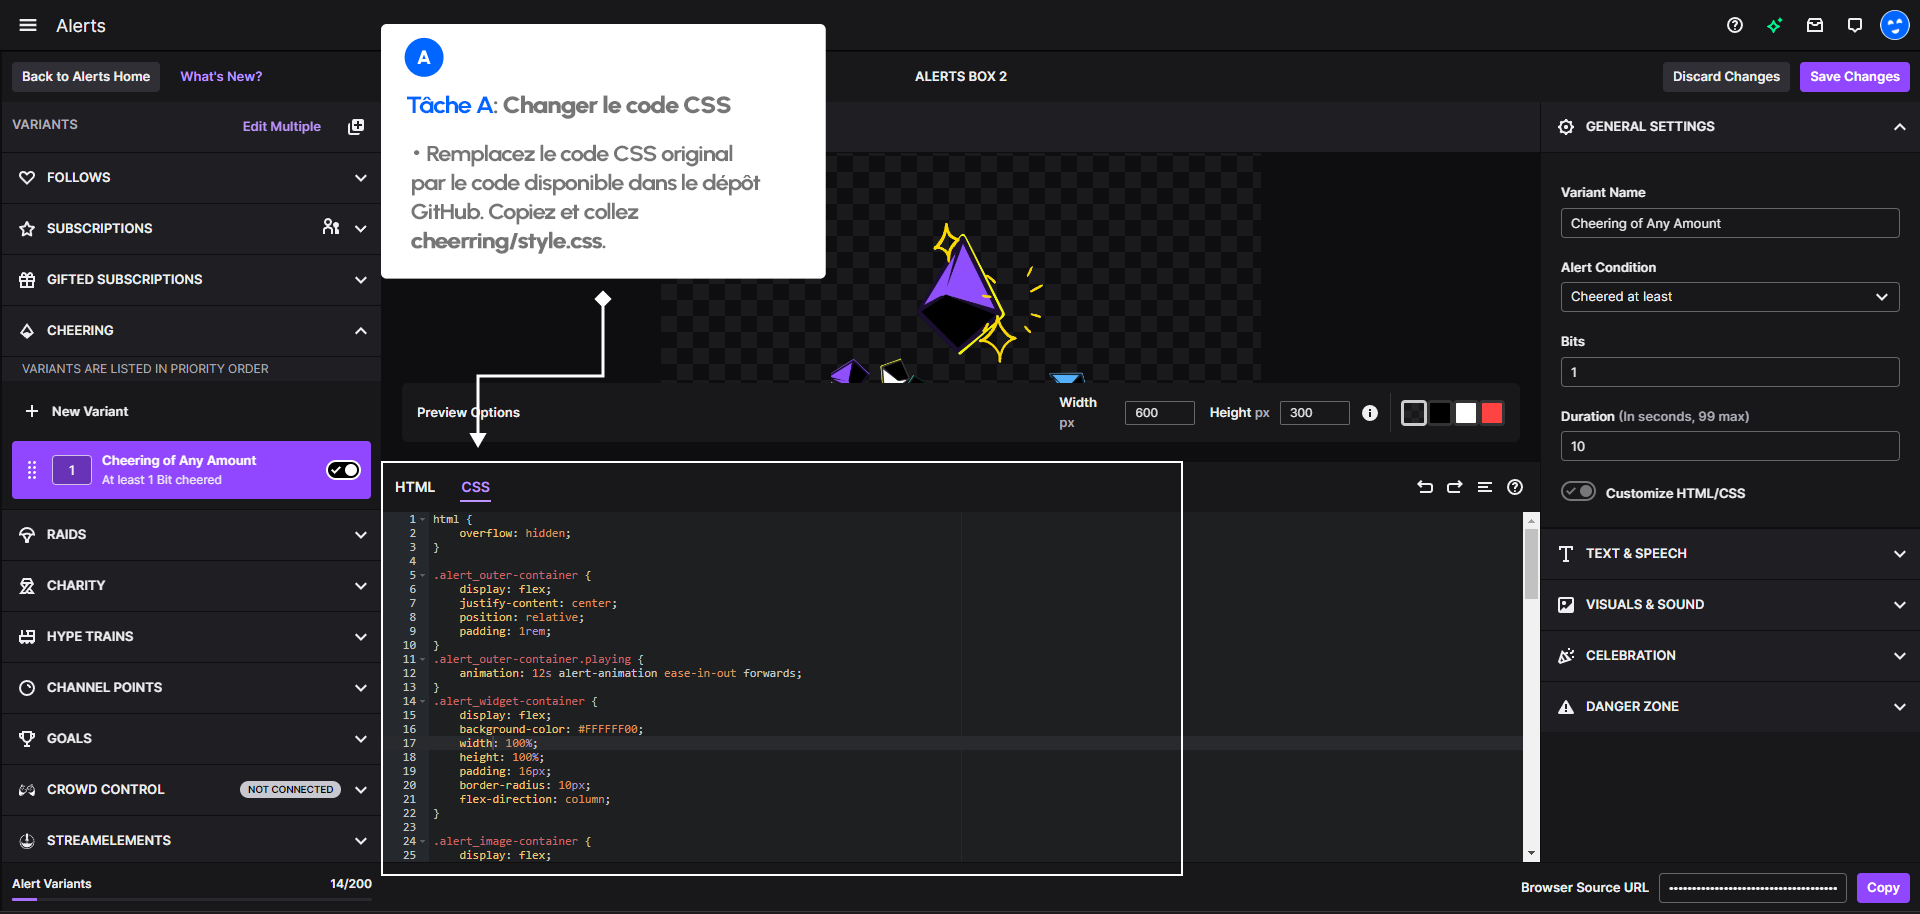 Alerts
Back to Alerts Home
What's New?
ALERTS BOX 2
Discard Changes
Save Changes
A
Tâche A: Changer le code CSS
• Remplacez le code CSS original
par le code disponible dans le dépôt
GitHub. Copiez et collez
cheerring/style.css.
VARIANTS
Edit Multiple
FOLLOWS
SUBSCRIPTIONS
GIFTED SUBSCRIPTIONS
CHEERING
VARIANTS ARE LISTED IN PRIORITY ORDER
New Variant
1
Cheering of Any Amount
At least 1 Bit cheered
RAIDS
CHARITY
HYPE TRAINS
CHANNEL POINTS
GOALS
CROWD CONTROL
NOT CONNECTED
STREAMELEMENTS
Alert Variants
14/200
Preview Options
Width
px
600
Height px
300
HTML
CSS
1 html {
2 overflow: hidden;
3 }
4
5 .alert_outer-container {
6 display: flex;
7 justify-content: center;
8 position: relative;
9 padding: 1rem;
10 }
11 .alert_outer-container.playing {
12 animation: 12s alert-animation ease-in-out forwards;
13 }
14 .alert_widget-container {
15 display: flex;
16 background-color: #FFFFFF00;
17 width: 100%;
18 height: 100%;
19 padding: 16px;
20 border-radius: 10px;
21 flex-direction: column;
22 }
23
24 .alert_image-container {
25 display: flex;
GENERAL SETTINGS
Variant Name
Cheering of Any Amount
Alert Condition
Cheered at least
Bits
1
Duration (In seconds, 99 max)
10
Customize HTML/CSS
TEXT & SPEECH
VISUALS & SOUND
CELEBRATION
DANGER ZONE
Browser Source URL
Copy